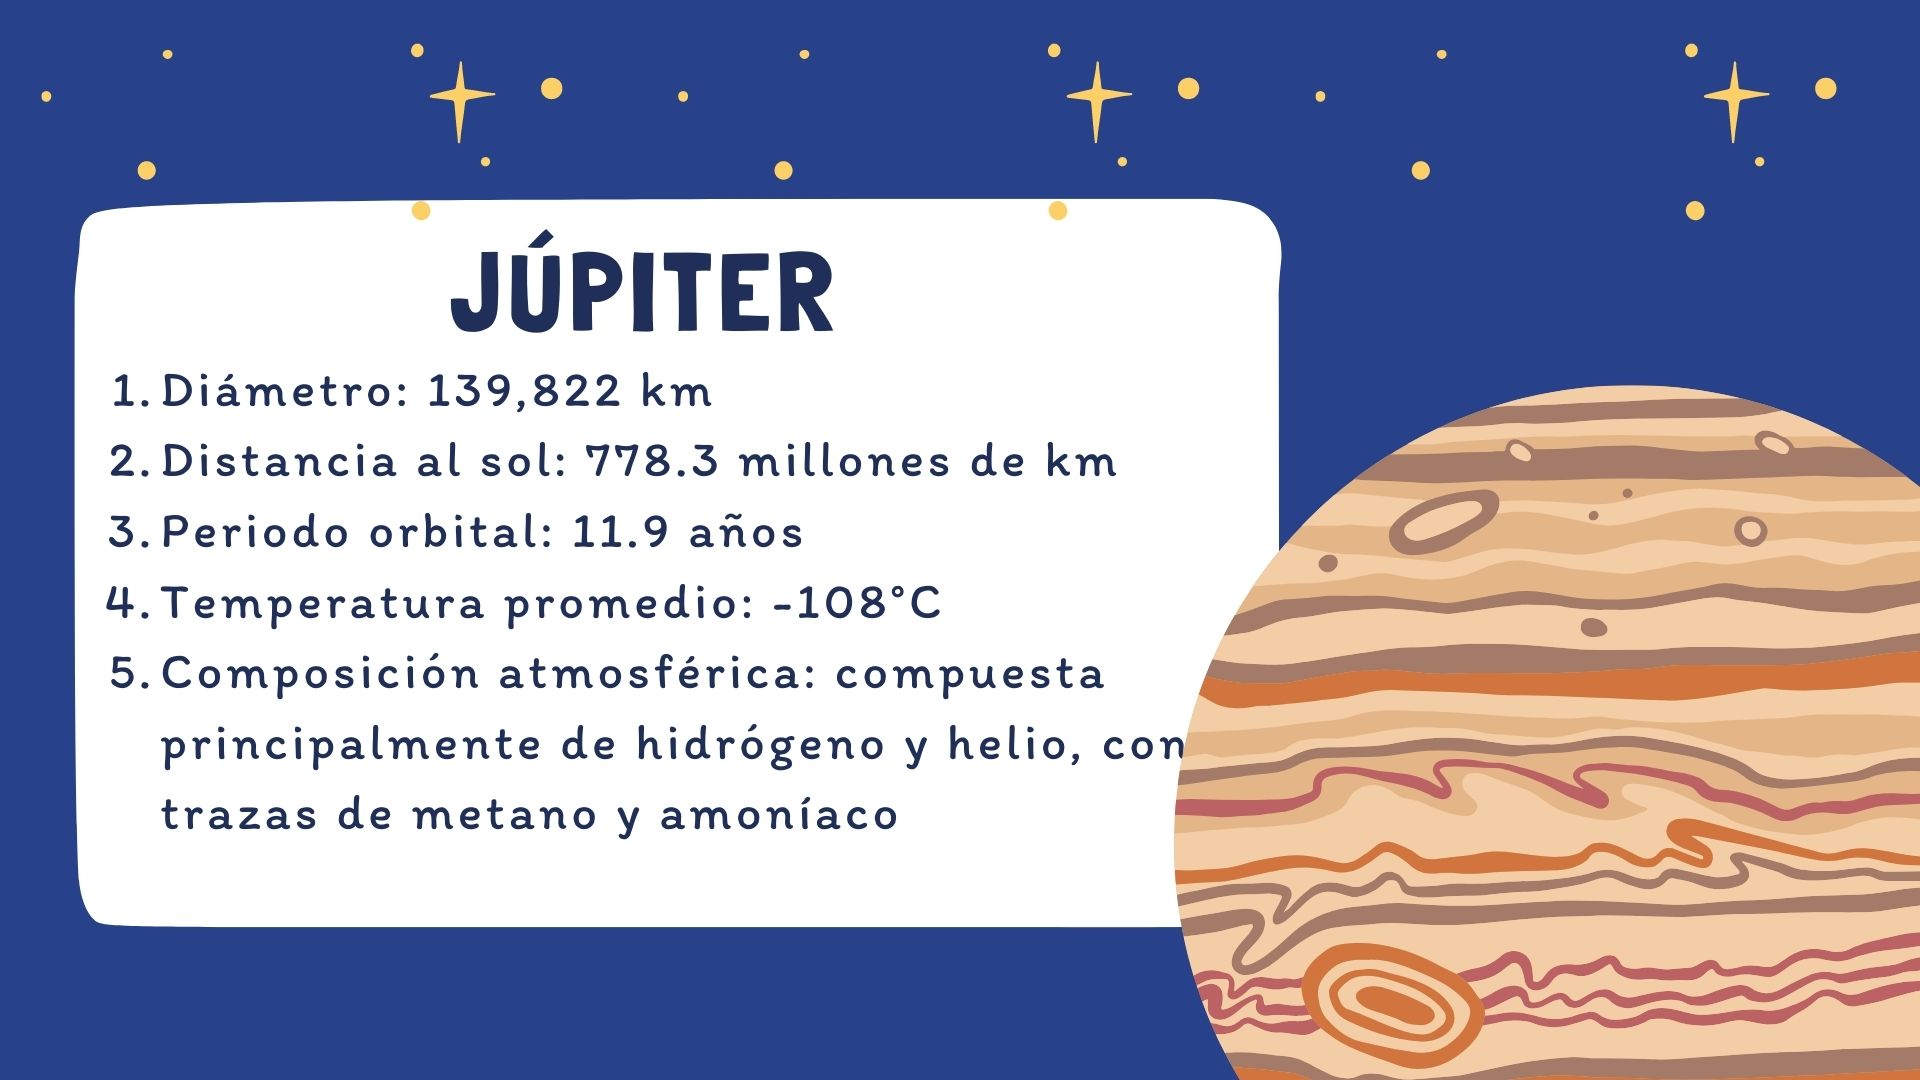 JÚPITER
1. Diámetro: 139,822 km
2. Distancia al sol: 778.3 millones de km
3. Periodo orbital: 11.9 años
4. Temperatura promedio: -108°C
5. Composición atmosférica: compuesta
principalmente de hidrógeno y helio, con
trazas de metano y amoníaco